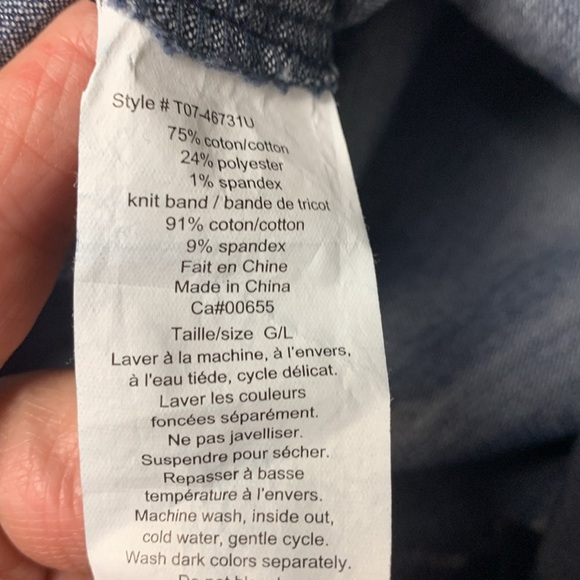 Style # T07-46731U
75% coton/cotton
24% polyester
1% spandex
knit band / bande de tricot
91% coton/cotton
9% spandex
Fait en Chine
Made in China
Ca#00655
Taille/size G/L
Laver à la machine, à l'envers,
à l'eau tiéde, cycle délicat.
Laver les couleurs
foncées séparément.
Ne pas javelliser.
Suspendre pour sécher.
Repasser à basse
température à l'envers.
Machine wash, inside out,
cold water, gentle cycle.
Wash dark colors separately.